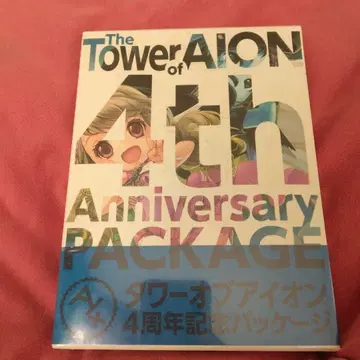 The
Tower of AION
4th
Anniversary
PACKAGE
タワーオブアイオン
4周年記念パッケージ